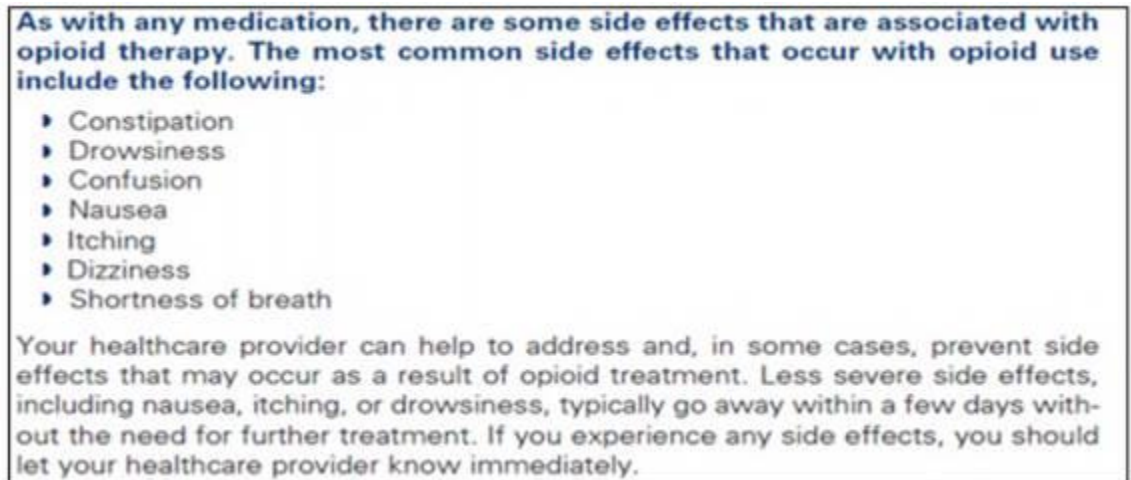 As with any medication, there are some side effects that are associated with
opioid therapy. The most common side effects that occur with opioid use
include the following:
Constipation
Drowsiness
Confusion
Nausea
Itching
Dizziness
Shortness of breath
Your healthcare provider can help to address and, in some cases, prevent side
effects that may occur as a result of opioid treatment. Less severe side effects,
including nausea, itching, or drowsiness, typically go away within a few days with-
out the need for further treatment. If you experience any side effects, you should
let your healthcare provider know immediately.